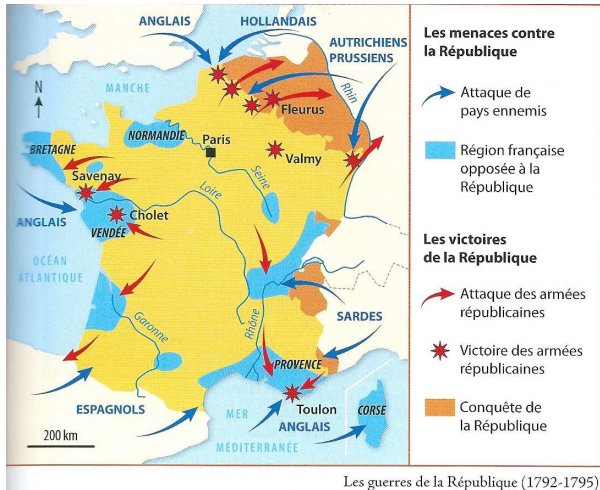 ANGLAIS
HOLLANDAIS
AUTRICHIENS
PRUSSIENS
MANCHE
Rhin
N
Fleurus
NORMANDIE
Paris
BRETAGNE
Valmy
Savenay
Seine
Loire
Cholet
ANGLAIS
VENDÉE
OCÉAN
ATLANTIQUE
Garonne
Rhône
SARDES
PROVENCE
ESPAGNOLS
Toulon
MER
MÉDITERRANÉE
ANGLAIS
CORSE
200 km
Les menaces contre
la République
Attaque de
pays ennemis
Région française
opposée à la
République
Les victoires
de la République
Attaque des armées
républicaines
Victoire des armées
républicaines
Conquête de
la République
Les guerres de la République (1792-1795)